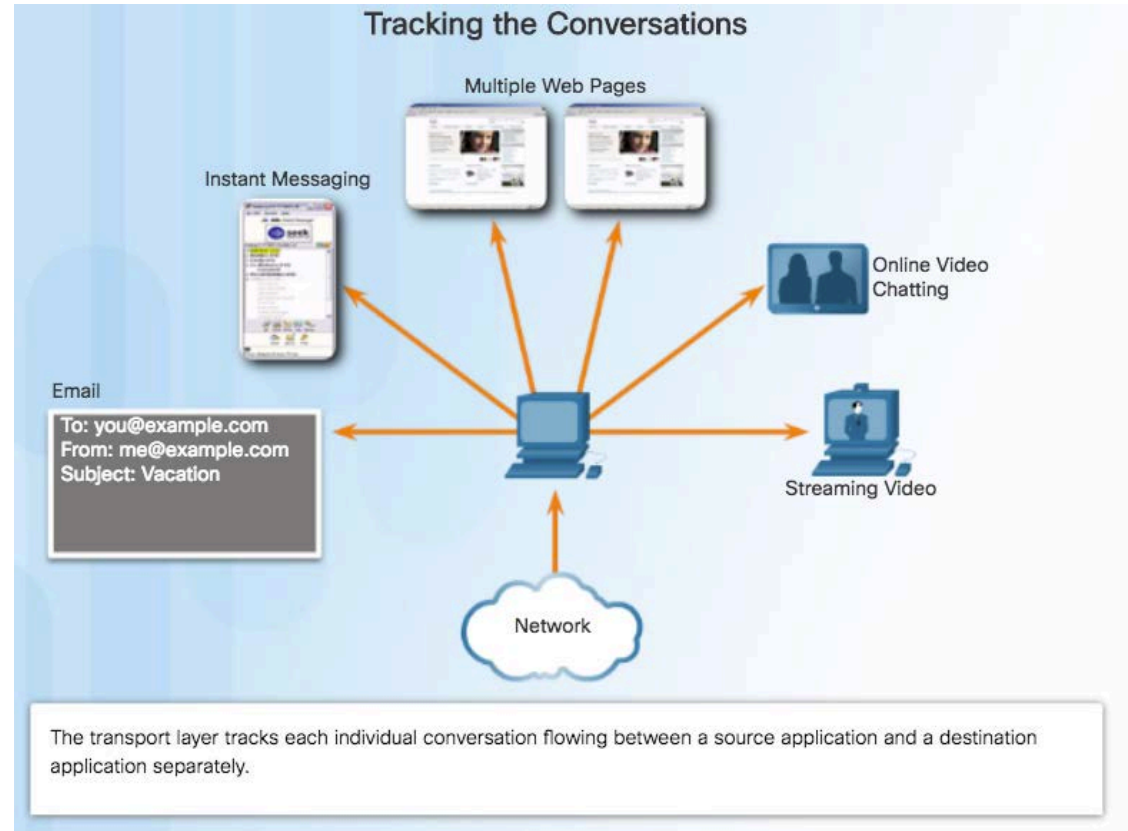 Tracking the Conversations
Multiple Web Pages
Instant Messaging
seek
Online Video
Chatting
Email
To: you@example.com
From: me@example.com
Subject: Vacation
Streaming Video
Network
The transport layer tracks each individual conversation flowing between a source application and a destination
application separately.